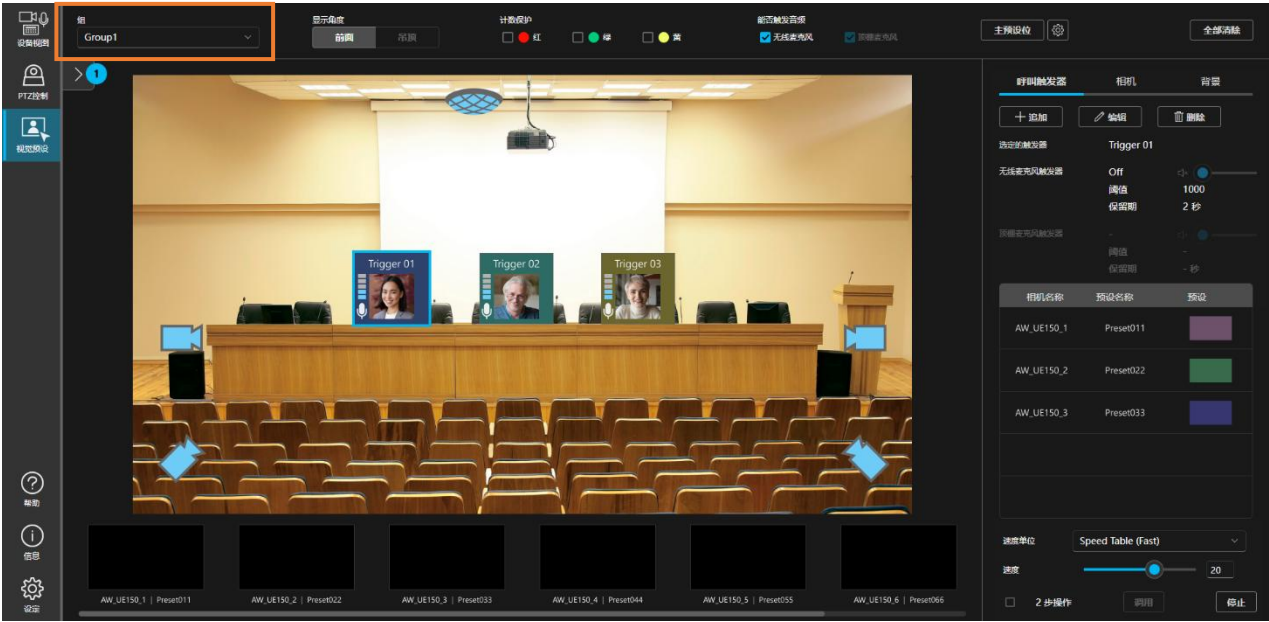 设备视图
PTZ控制
视觉预设
帮助
信息
设定
组
Group1
显示角度
前面
吊顶
计数保护
红
绿
黄
能否触发音频
无线麦克风
顶棚麦克风
主预设位
全部清除
1
Trigger 01
Trigger 02
Trigger 03
AW_UE150_1 | Preset011
AW_UE150_2 | Preset022
AW_UE150_3 | Preset033
AW_UE150_4 | Preset044
AW_UE150_5 | Preset055
AW_UE150_6 | Preset066
呼叫触发器
相机
背景
追加
编辑
删除
选定的触发器
Trigger 01
无线麦克风触发器
Off
阈值
1000
保留期
2 秒
顶棚麦克风触发器
-
阈值
-
保留期
- 秒
相机名称
预设名称
预设
AW_UE150_1
Preset011
AW_UE150_2
Preset022
AW_UE150_3
Preset033
速度单位
Speed Table (Fast)
速度
20
2 步操作
调用
停止